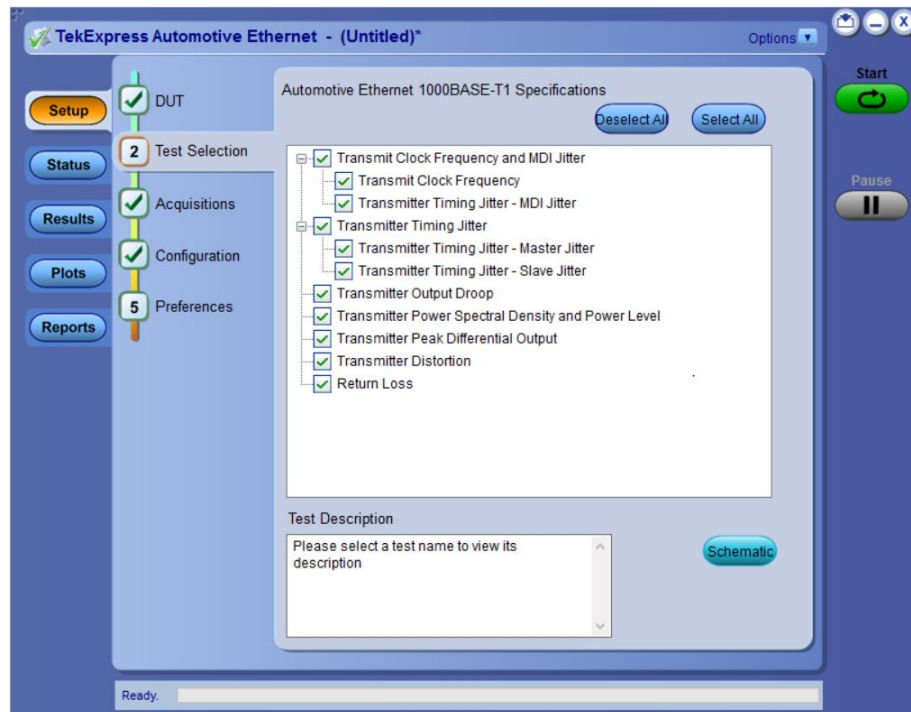 TekExpress Automotive Ethernet - (Untitled)*
Options
X
Start
Pause
Setup
Status
Results
Plots
Reports
DUT
2 Test Selection
Acquisitions
Configuration
5 Preferences
Automotive Ethernet 1000BASE-T1 Specifications
Deselect All
Select All
Transmit Clock Frequency and MDI Jitter
Transmit Clock Frequency
Transmitter Timing Jitter - MDI Jitter
Transmitter Timing Jitter
Transmitter Timing Jitter - Master Jitter
Transmitter Timing Jitter - Slave Jitter
Transmitter Output Droop
Transmitter Power Spectral Density and Power Level
Transmitter Peak Differential Output
Transmitter Distortion
Return Loss
Test Description
Please select a test name to view its
description
Schematic
Ready.